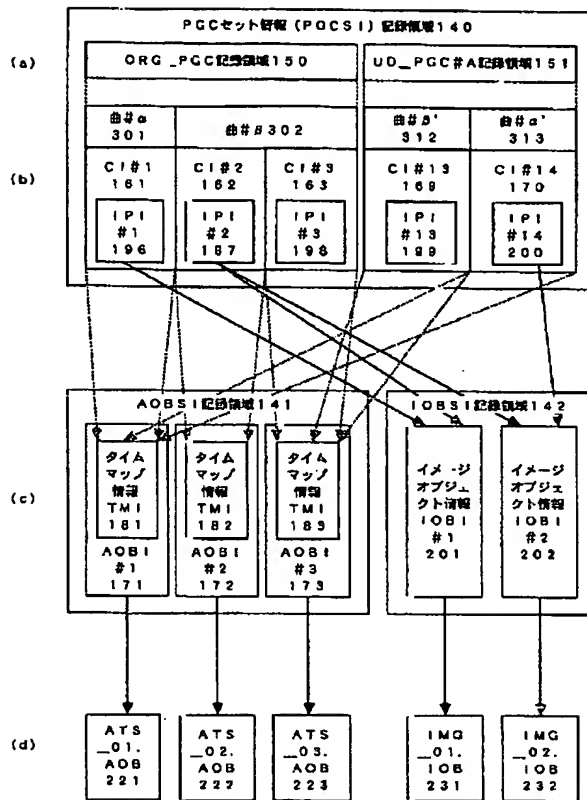 PGCセット情報(PGCSI)記録領域140
(a)
ORG_PGC記録領域150
UD_PGC#A記録領域151
曲#α
301
曲#β302
曲#β'
312
曲#α'
313
(b)
CI#1
161
CI#2
162
CI#3
163
CI#13
169
CI#14
170
IPI
#1
196
IPI
#2
197
IPI
#3
198
IPI
#13
199
IPI
#14
200
AOBSI記録領域141
IOBSI記録領域142
(c)
タイム
マップ
情報
TMI
181
タイム
マップ
情報
TMI
182
タイム
マップ
情報
TMI
183
イメージ
オブジェ
クト情報
IOBI
#1
201
イメージ
オブジェ
クト情報
IOBI
#2
202
AOBI
#1
171
AOBI
#2
172
AOBI
#3
173
(d)
ATS
_01.
AOB
221
ATS
_02.
AOB
222
ATS
_03.
AOB
223
IMG
_01.
IOB
231
IMG
_02.
IOB
232